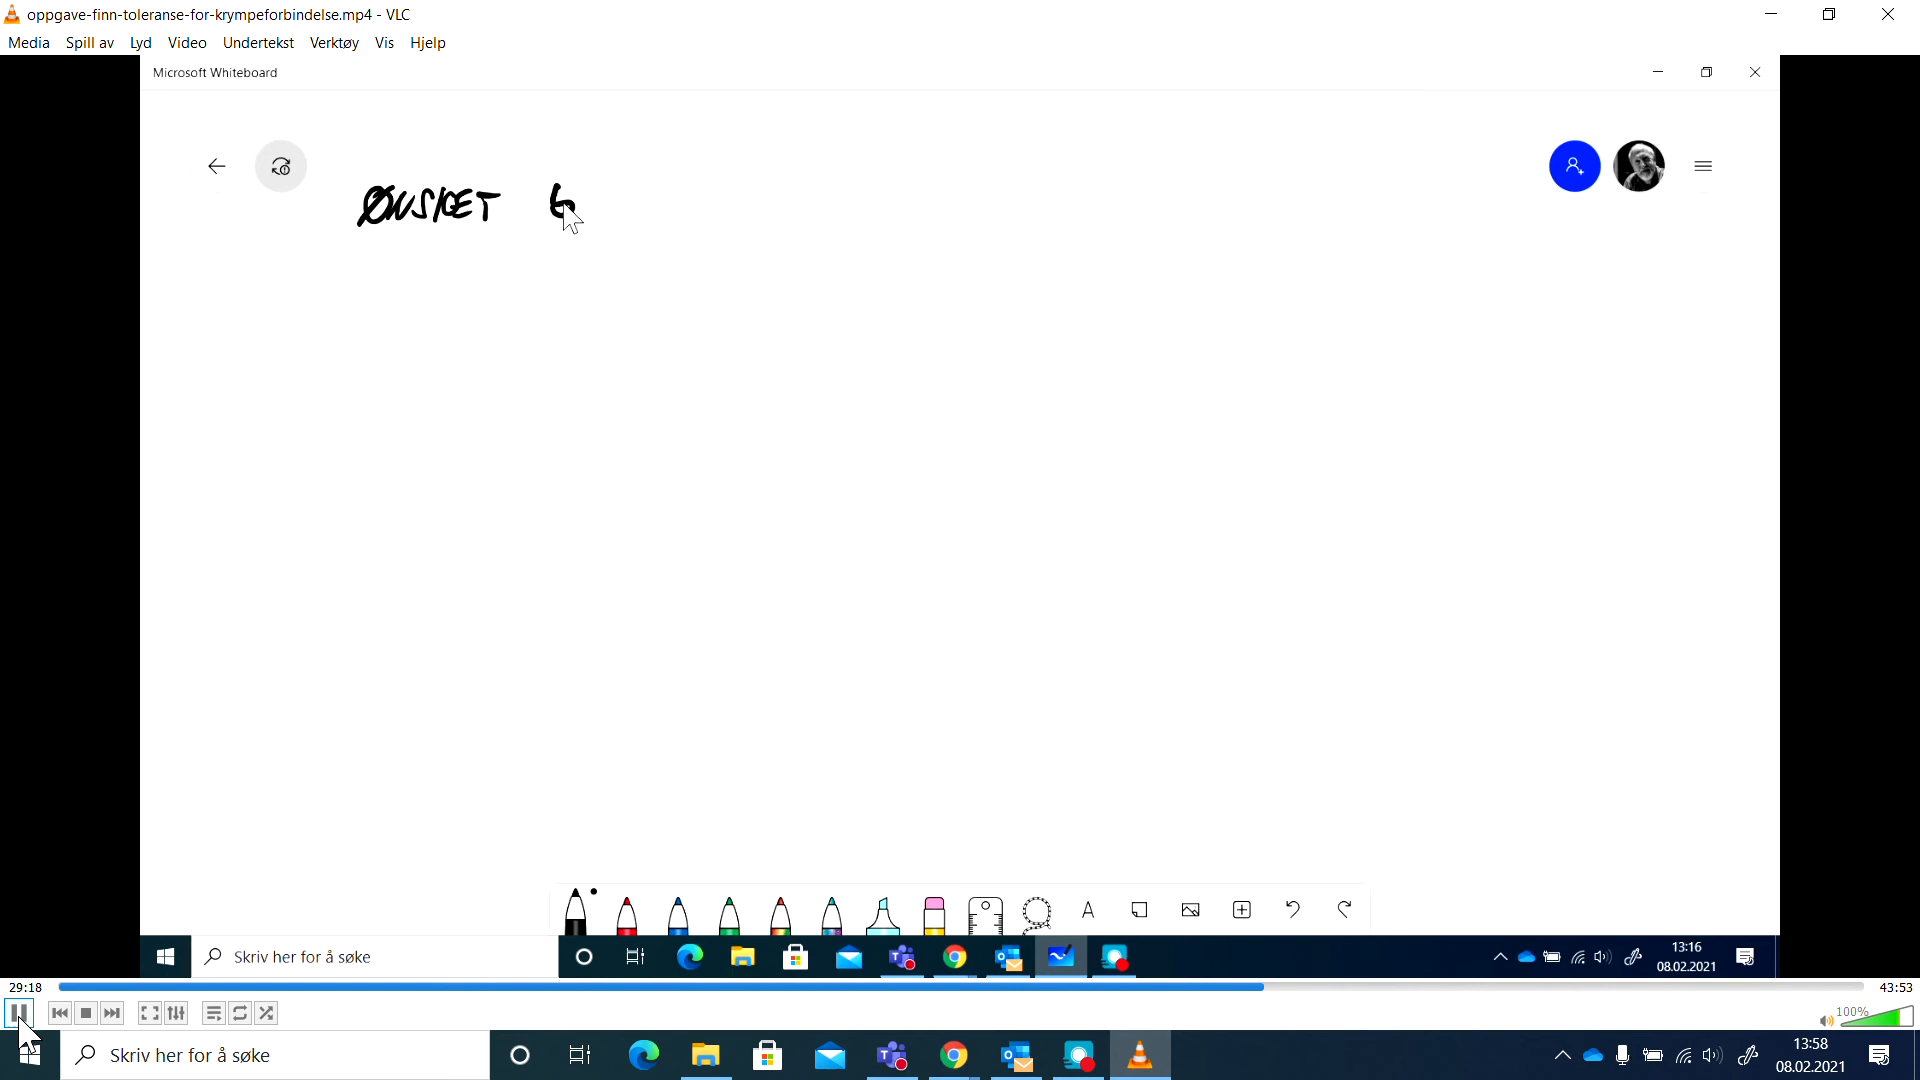 oppgave-finn-toleranse-for-krympeforbindelse.mp4 - VLC
Media Spill av Lyd Video Undertekst Verktøy Vis Hjelp
Microsoft Whiteboard
ØNSKET
Skriv her for å søke
13:16
08.02.2021
29:18
43:53
100%
Skriv her for å søke
13:58
08.02.2021